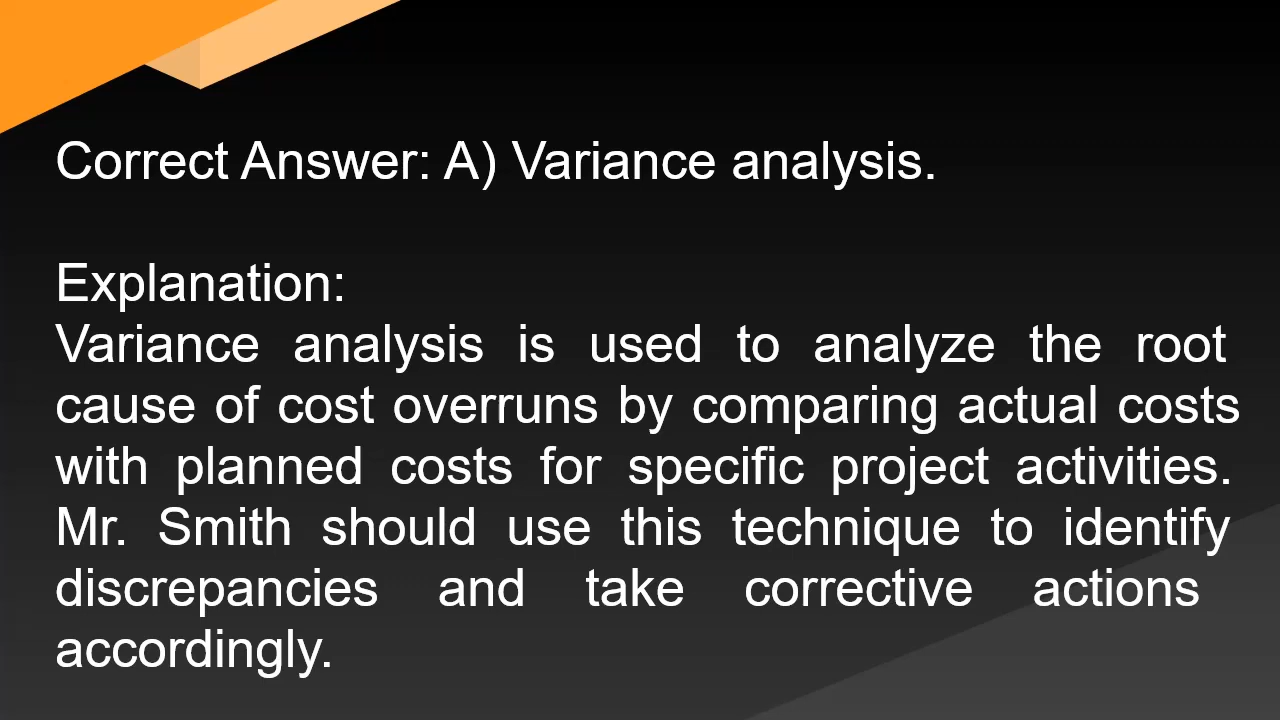 Correct Answer: A) Variance analysis.
Explanation:
Variance analysis is used to analyze the root
cause of cost overruns by comparing actual costs
with planned costs for specific project activities.
Mr. Smith should use this technique to identify
discrepancies and take corrective actions
accordingly.